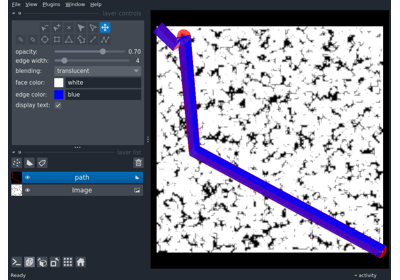 File View Plugins Window Help
layer controls
opacity: 0.70
edge width: 4
blending: translucent
face color: white
edge color: blue
display text:
layer list
path
Image
Ready
activity